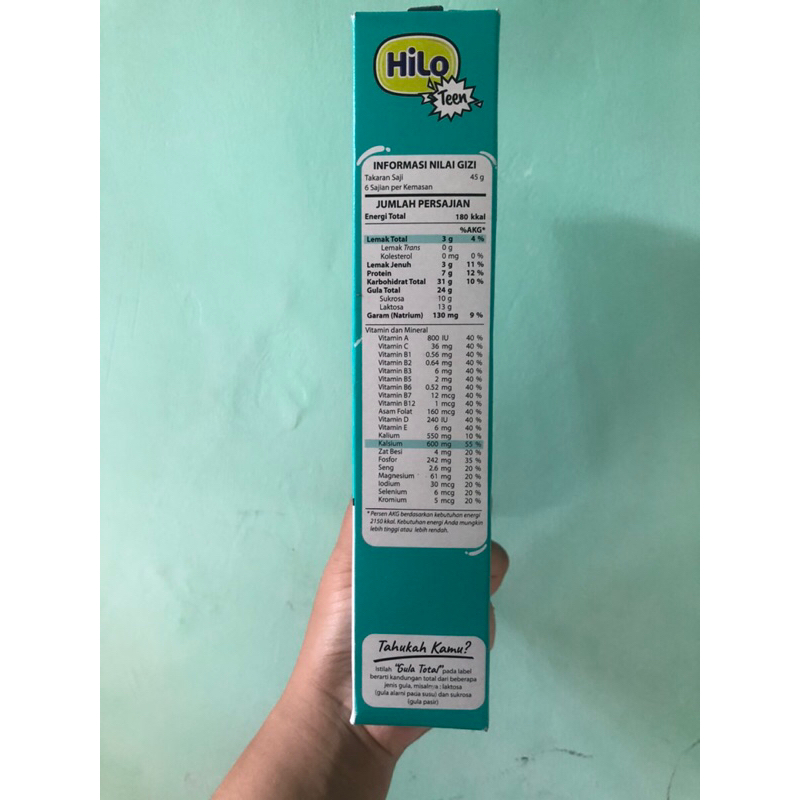 HiLo
Teen
INFORMASI NILAI GIZI
Takaran Saji 45 g
6 Sajian per Kemasan
JUMLAH PERSAJIAN
Energi Total 180 kkal
%AKG*
Lemak Total 3 g 4 %
Lemak Trans 0 g
Kolesterol 0 mg 0 %
Lemak Jenuh 3 g 11 %
Protein 7 g 12 %
Karbohidrat Total 31 g 10 %
Gula Total 24 g
Sukrosa 10 g
Laktosa 13 g
Garam (Natrium) 130 mg 9 %
Vitamin dan Mineral
Vitamin A 800 IU 40 %
Vitamin C 36 mg 40 %
Vitamin B1 0.56 mg 40 %
Vitamin B2 0.64 mg 40 %
Vitamin B3 6 mg 40 %
Vitamin B5 2 mg 40 %
Vitamin B6 0.52 mg 40 %
Vitamin B7 12 mcg 40 %
Vitamin B12 1 mcg 40 %
Asam Folat 160 mcg 40 %
Vitamin D 240 IU 40 %
Vitamin E 6 mg 40 %
Kalium 550 mg 10 %
Kalsium 600 mg 55 %
Zat Besi 4 mg 20 %
Fosfor 242 mg 35 %
Seng 2.6 mg 20 %
Magnesium 61 mg 20 %
Iodium 30 mcg 20 %
Selenium 6 mcg 20 %
Kromium 5 mcg 20 %
* Persen AKG berdasarkan kebutuhan energi
2150 kkal. Kebutuhan energi Anda mungkin
lebih tinggi atau lebih rendah.
Tahukah Kamu?
Istilah "Gula Total" pada label
berarti kandungan total dari beberapa
jenis gula, misalnya : laktosa
(gula alami pada susu) dan sukrosa
(gula pasir)